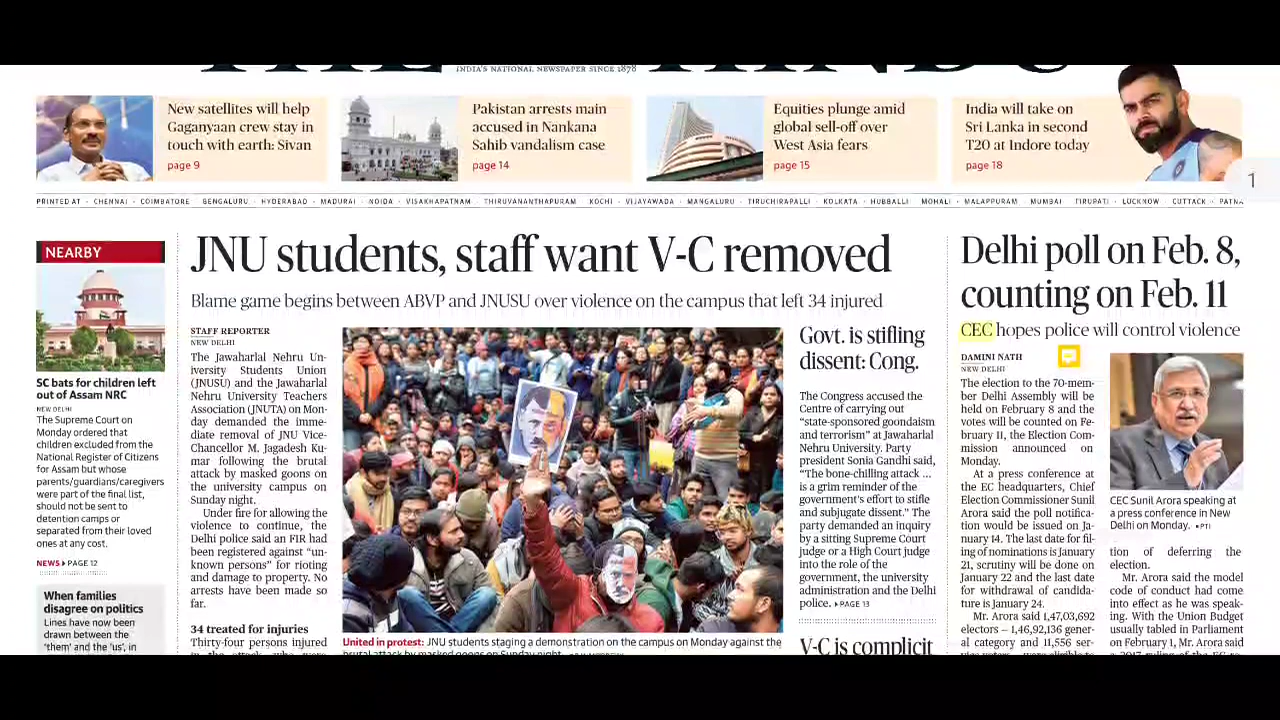 INDIA'S NATIONAL NEWSPAPER SINCE 1878
New satellites will help
Gaganyaan crew stay in
touch with earth: Sivan
page 9
Pakistan arrests main
accused in Nankana
Sahib vandalism case
page 14
Equities plunge amid
global sell-off over
West Asia fears
page 15
India will take on
Sri Lanka in second
T20 at Indore today
page 18
1
PRINTED AT · CHENNAI · COIMBATORE · BENGALURU · HYDERABAD · MADURAI · NOIDA · VISAKHAPATNAM · THIRUVANANTHAPURAM · KOCHI · VIJAYAWADA · MANGALURU · TIRUCHIRAPALLI · KOLKATA · HUBBALLI · MOHALI · MALAPPURAM · MUMBAI · TIRUPATI · LUCKNOW · CUTTACK · PATNA
NEARBY
SC bats for children left
out of Assam NRC
NEW DELHI
The Supreme Court on
Monday ordered that
children excluded from the
National Register of Citizens
for Assam but whose
parents/guardians/caregivers
were part of the final list,
should not be sent to
detention camps or
separated from their loved
ones at any cost.
NEWS ▸ PAGE 12
When families
disagree on politics
Lines have now been
drawn between the
'them' and the 'us', in
JNU students, staff want V-C removed
Blame game begins between ABVP and JNUSU over violence on the campus that left 34 injured
STAFF REPORTER
NEW DELHI
The Jawaharlal Nehru Un-
iversity Students Union
(JNUSU) and the Jawaharlal
Nehru University Teachers
Association (JNUTA) on Mon-
day demanded the imme-
diate removal of JNU Vice-
Chancellor M. Jagadesh Ku-
mar following the brutal
attack by masked goons on
the university campus on
Sunday night.
Under fire for allowing the
violence to continue, the
Delhi police said an FIR had
been registered against "un-
known persons" for rioting
and damage to property. No
arrests have been made so
far.
34 treated for injuries
Thirty-four persons injured
United in protest: JNU students staging a demonstration on the campus on Monday against the
brutal attack by masked goons on Sunday night.
Govt. is stifling
dissent: Cong.
The Congress accused the
Centre of carrying out
"state-sponsored goondaism
and terrorism" at Jawaharlal
Nehru University. Party
president Sonia Gandhi said,
"The bone-chilling attack ...
is a grim reminder of the
government's effort to stifle
and subjugate dissent." The
party demanded an inquiry
by a sitting Supreme Court
judge or a High Court judge
into the role of the
government, the university
administration and the Delhi
police. ▸ PAGE 13
V-C is complicit
Delhi poll on Feb. 8,
counting on Feb. 11
CEC hopes police will control violence
DAMINI NATH
NEW DELHI
The election to the 70-mem-
ber Delhi Assembly will be
held on February 8 and the
votes will be counted on Fe-
bruary 11, the Election Com-
mission announced on
Monday.
At a press conference at
the EC headquarters, Chief
Election Commissioner Sunil
Arora said the poll notifica-
tion would be issued on Ja-
nuary 14. The last date for fil-
ing of nominations is January
21, scrutiny will be done on
January 22 and the last date
for withdrawal of candida-
ture is January 24.
Mr. Arora said 1,47,03,692
electors – 1,46,92,136 gener-
al category and 11,556 ser-
CEC Sunil Arora speaking at
a press conference in New
Delhi on Monday. ▸ PTI
tion of deferring the
election.
Mr. Arora said the model
code of conduct had come
into effect as he was speak-
ing. With the Union Budget
usually tabled in Parliament
on February 1, Mr. Arora said